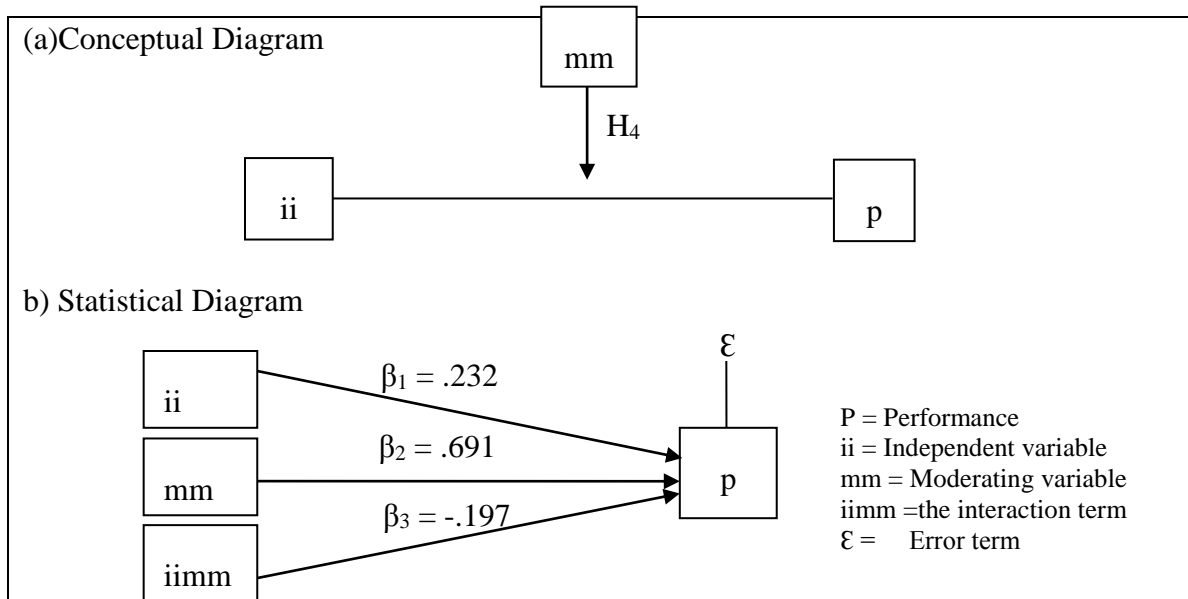 (a)Conceptual Diagram
mm
H₄
ii
p
b) Statistical Diagram
Ɛ
β₁ = .232
ii
β₂ = .691
mm
p
β₃ = -.197
iimm
P = Performance
ii = Independent variable
mm = Moderating variable
iimm =the interaction term
Ɛ = Error term